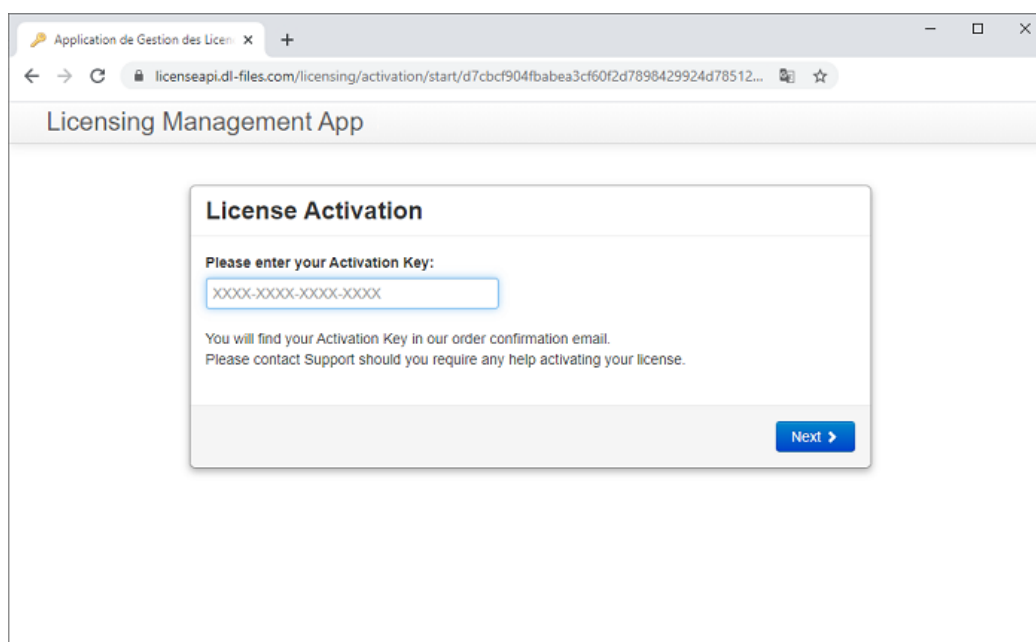 Application de Gestion des Licen
licenseapi.dl-files.com/licensing/activation/start/d7cbcf904fbabea3cf60f2d7898429924d78512...
Licensing Management App
License Activation
Please enter your Activation Key:
XXXX-XXXX-XXXX-XXXX
You will find your Activation Key in our order confirmation email.
Please contact Support should you require any help activating your license.
Next